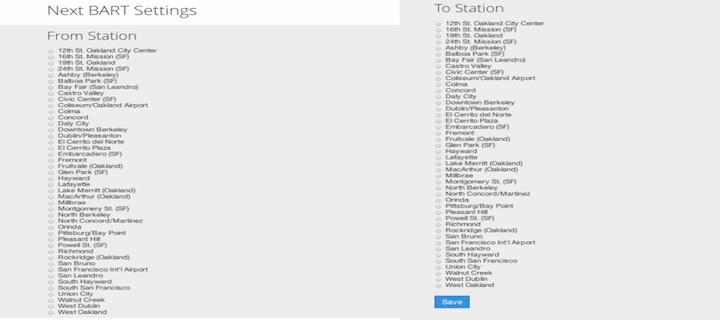 Next BART Settings
From Station
12th St. Oakland City Center
16th St. Mission (SF)
19th St. Oakland
24th St. Mission (SF)
Ashby (Berkeley)
Balboa Park (SF)
Bay Fair (San Leandro)
Castro Valley
Civic Center (SF)
Coliseum/Oakland Airport
Colma
Concord
Daly City
Downtown Berkeley
Dublin/Pleasanton
El Cerrito del Norte
El Cerrito Plaza
Embarcadero (SF)
Fremont
Fruitvale (Oakland)
Glen Park (SF)
Hayward
Lafayette
Lake Merritt (Oakland)
MacArthur (Oakland)
Millbrae
Montgomery St. (SF)
North Berkeley
North Concord/Martinez
Orinda
Pittsburg/Bay Point
Pleasant Hill
Powell St. (SF)
Richmond
Rockridge (Oakland)
San Bruno
San Francisco Int'l Airport
San Leandro
South Hayward
South San Francisco
Union City
Walnut Creek
West Dublin
West Oakland
To Station
12th St. Oakland City Center
16th St. Mission (SF)
19th St. Oakland
24th St. Mission (SF)
Ashby (Berkeley)
Balboa Park (SF)
Bay Fair (San Leandro)
Castro Valley
Civic Center (SF)
Coliseum/Oakland Airport
Colma
Concord
Daly City
Downtown Berkeley
Dublin/Pleasanton
El Cerrito del Norte
El Cerrito Plaza
Embarcadero (SF)
Fremont
Fruitvale (Oakland)
Glen Park (SF)
Hayward
Lafayette
Lake Merritt (Oakland)
MacArthur (Oakland)
Millbrae
Montgomery St. (SF)
North Berkeley
North Concord/Martinez
Orinda
Pittsburg/Bay Point
Pleasant Hill
Powell St. (SF)
Richmond
Rockridge (Oakland)
San Bruno
San Francisco Int'l Airport
San Leandro
South Hayward
South San Francisco
Union City
Walnut Creek
West Dublin
West Oakland
Save